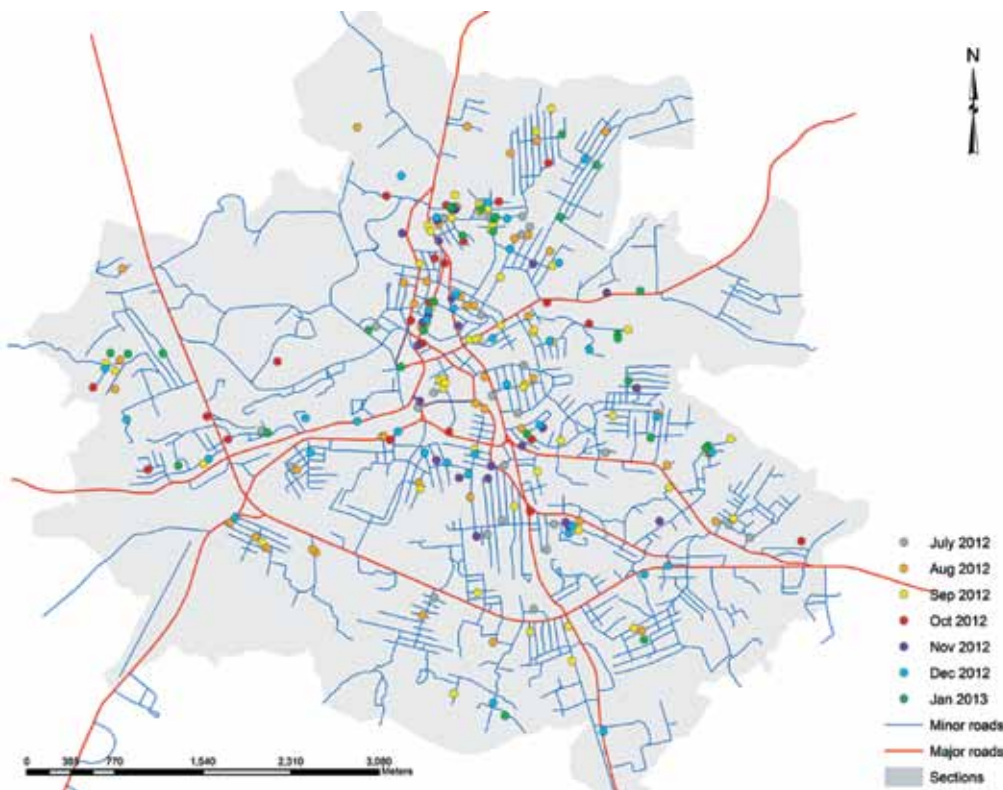 N
July 2012
Aug 2012
Sep 2012
Oct 2012
Nov 2012
Dec 2012
Jan 2013
Minor roads
Major roads
Sections
0 385 770 1,540 2,310 3,080
Meters